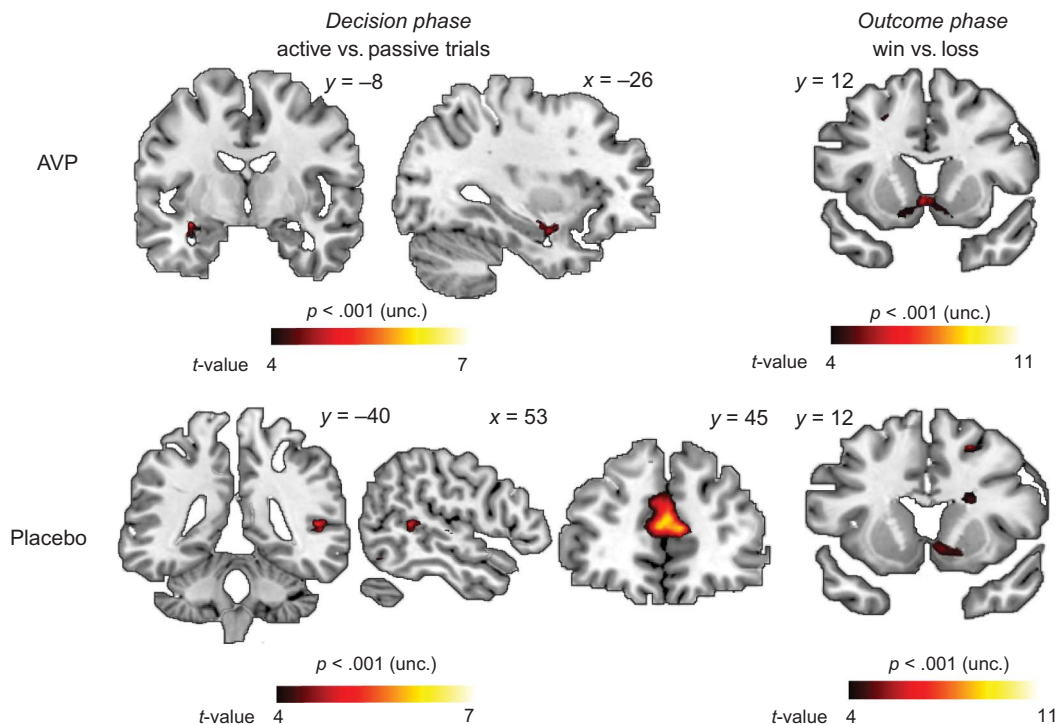 Decision phase
active vs. passive trials
Outcome phase
win vs. loss
y = –8
x = –26
y = 12
AVP
p < .001 (unc.)
t-value 4 7
p < .001 (unc.)
t-value 4 11
y = –40
x = 53
y = 45
y = 12
Placebo
p < .001 (unc.)
t-value 4 7
p < .001 (unc.)
t-value 4 11